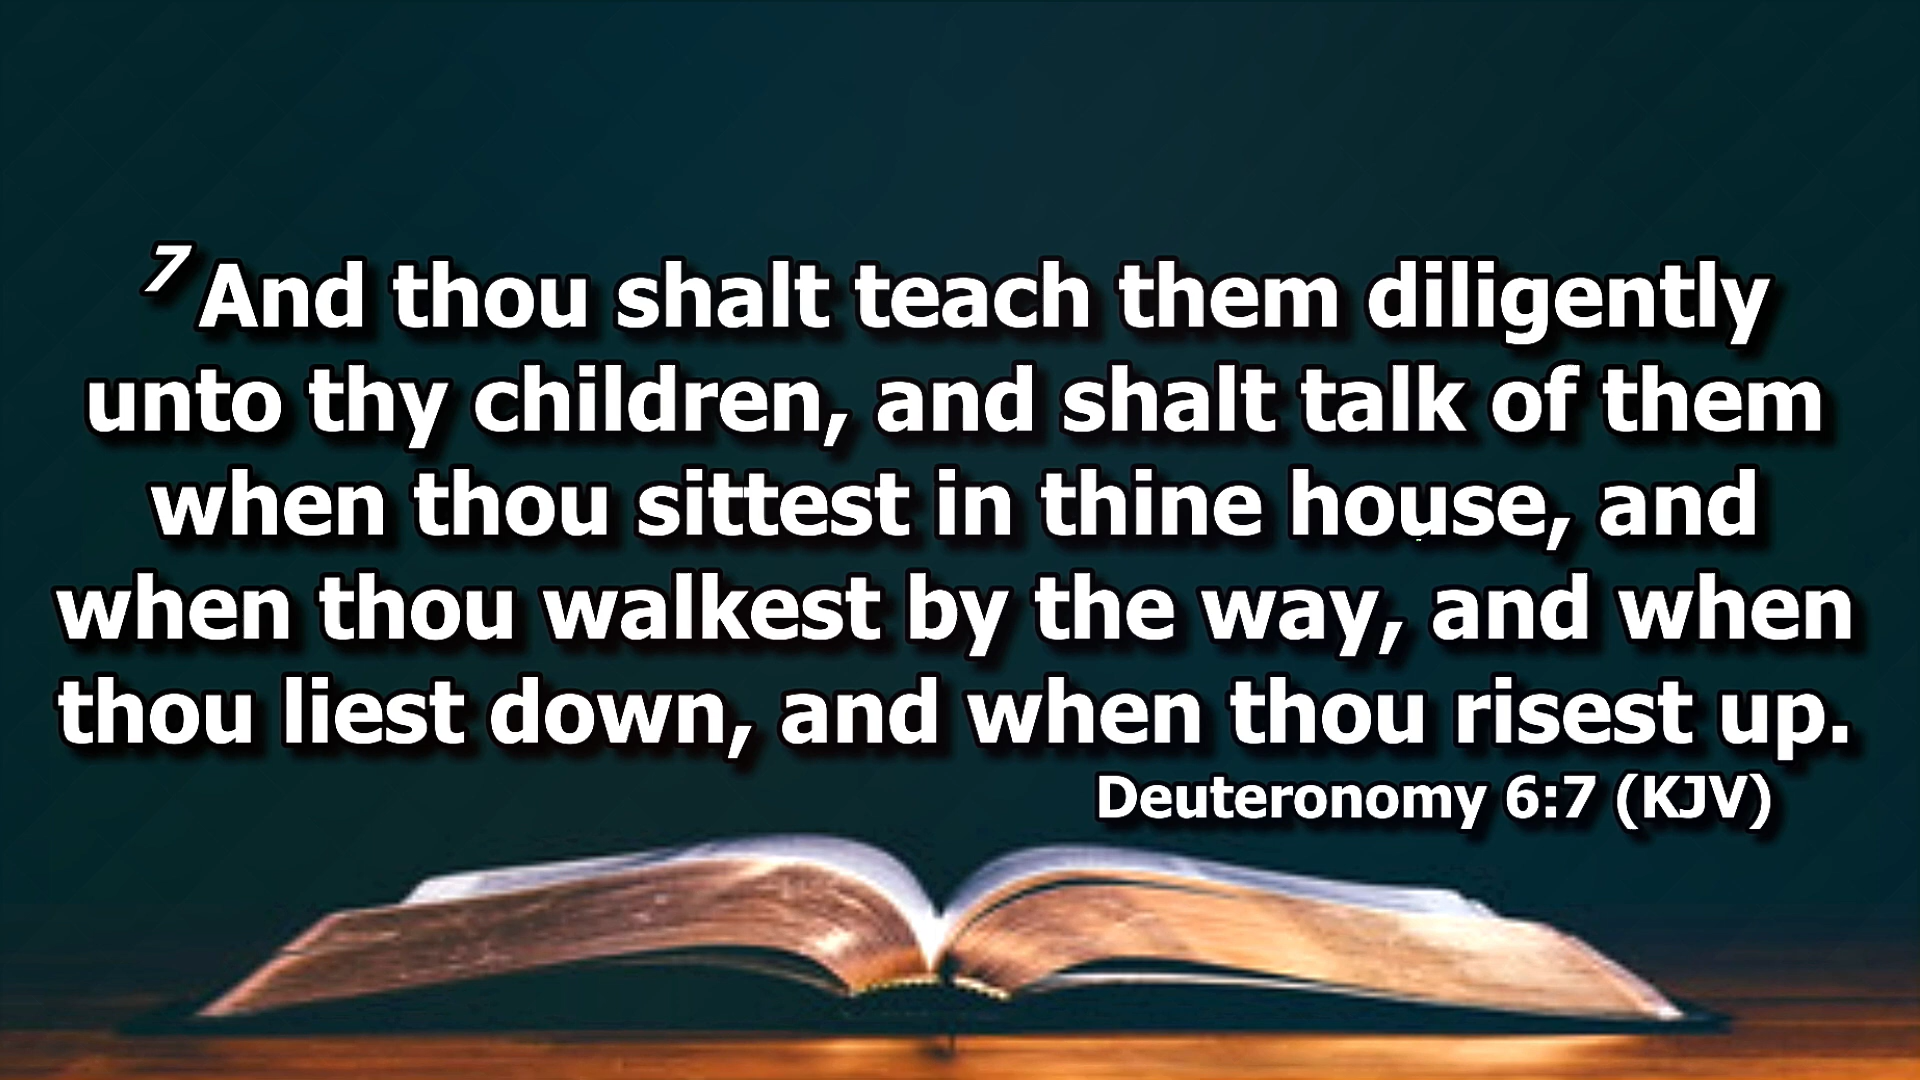 7 And thou shalt teach them diligently
unto thy children, and shalt talk of them
when thou sittest in thine house, and
when thou walkest by the way, and when
thou liest down, and when thou risest up.
Deuteronomy 6:7 (KJV)